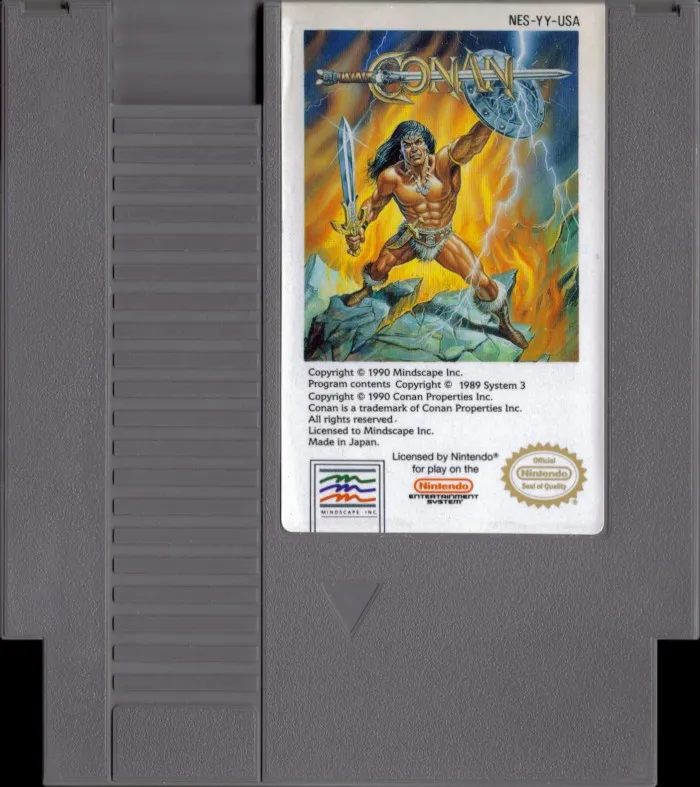 NES-YY-USA
CONAN
Copyright © 1990 Mindscape Inc.
Program contents Copyright © 1989 System 3
Copyright © 1990 Conan Properties Inc.
Conan is a trademark of Conan Properties Inc.
All rights reserved.
Licensed to Mindscape Inc.
Made in Japan.
Licensed by Nintendo®
for play on the
Nintendo
ENTERTAINMENT
SYSTEM®
MINDSCAPE INC
Official
Nintendo
Seal of Quality